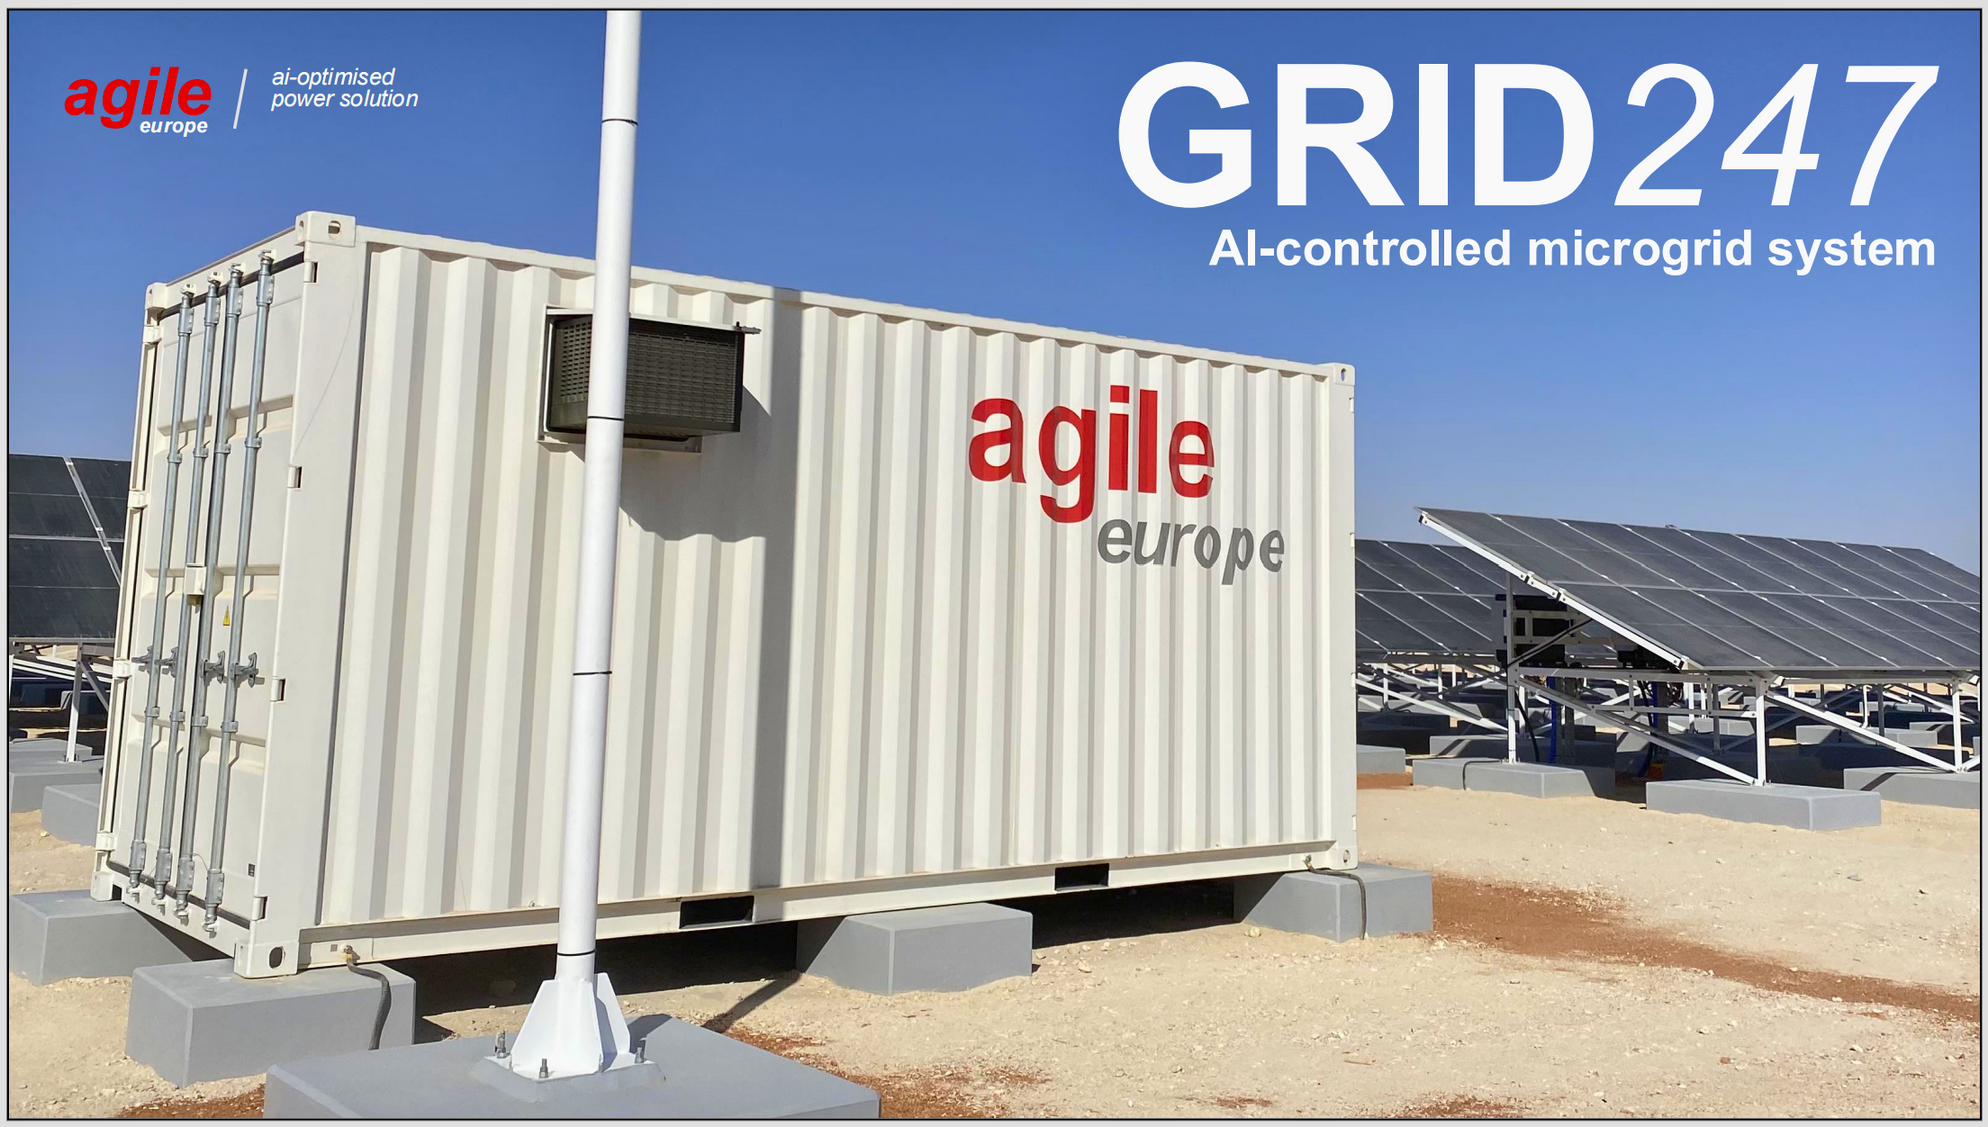 agile
europe
ai-optimised
power solution
GRID247
AI-controlled microgrid system
agile
europe